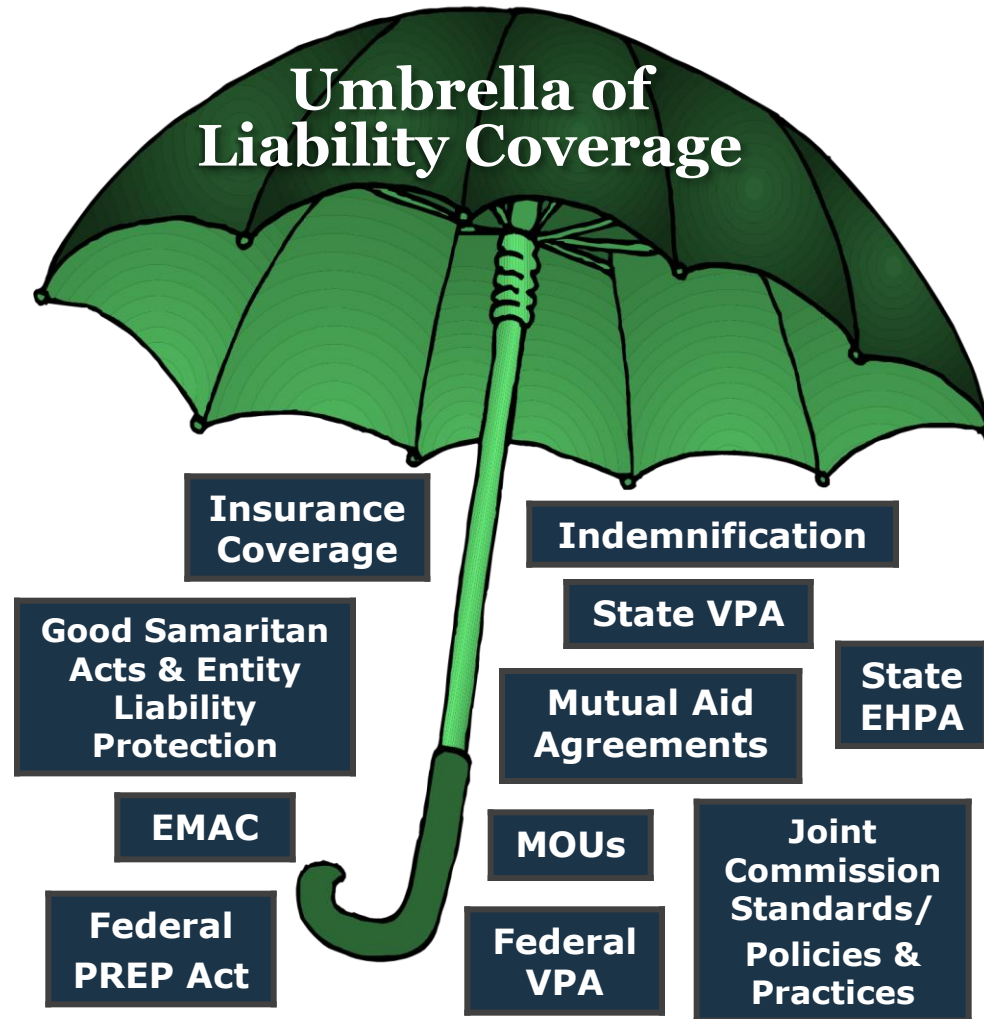 Umbrella of
Liability Coverage
Insurance
Coverage
Indemnification
State VPA
Good Samaritan
Acts & Entity
Liability
Protection
State
EHPA
Mutual Aid
Agreements
EMAC
MOUs
Joint
Commission
Standards/
Policies &
Practices
Federal
PREP Act
Federal
VPA